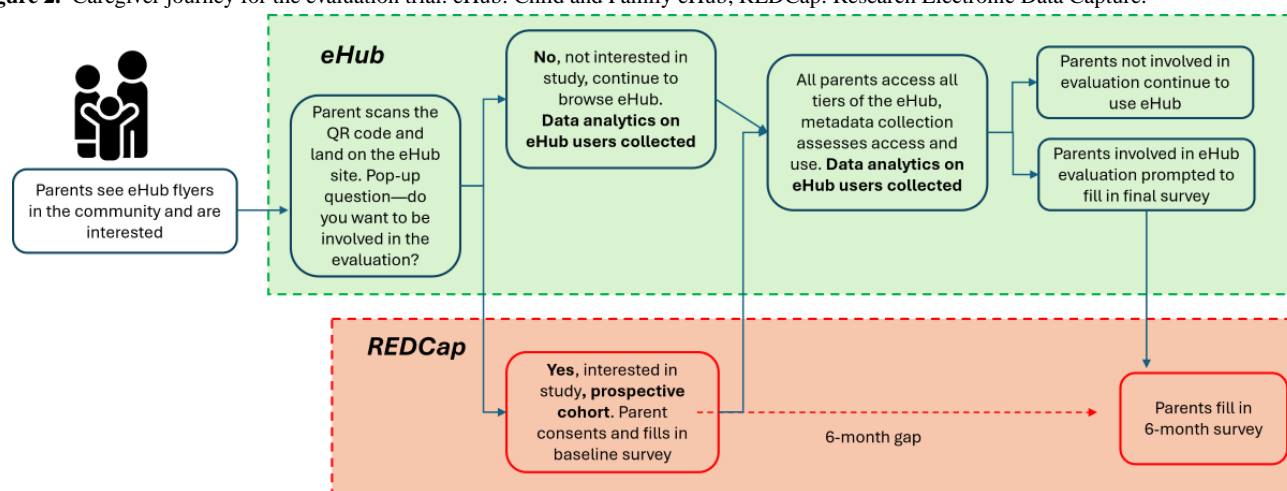 gure 2. Caregiver journey for the evaluation trial. eHub: Child and Family eHub; REDCap: Research Electronic Data Capture.
eHub
Parents see eHub flyers
in the community and are
interested
Parent scans the
QR code and
land on the eHub
site. Pop-up
question—do
you want to be
involved in the
evaluation?
No, not interested in
study, continue to
browse eHub.
Data analytics on
eHub users collected
All parents access all
tiers of the eHub,
metadata collection
assesses access and
use. Data analytics on
eHub users collected
Parents not involved in
evaluation continue to
use eHub
Parents involved in eHub
evaluation prompted to
fill in final survey
REDCap
Yes, interested in
study, prospective
cohort. Parent
consents and fills in
baseline survey
6-month gap
Parents fill in
6-month survey